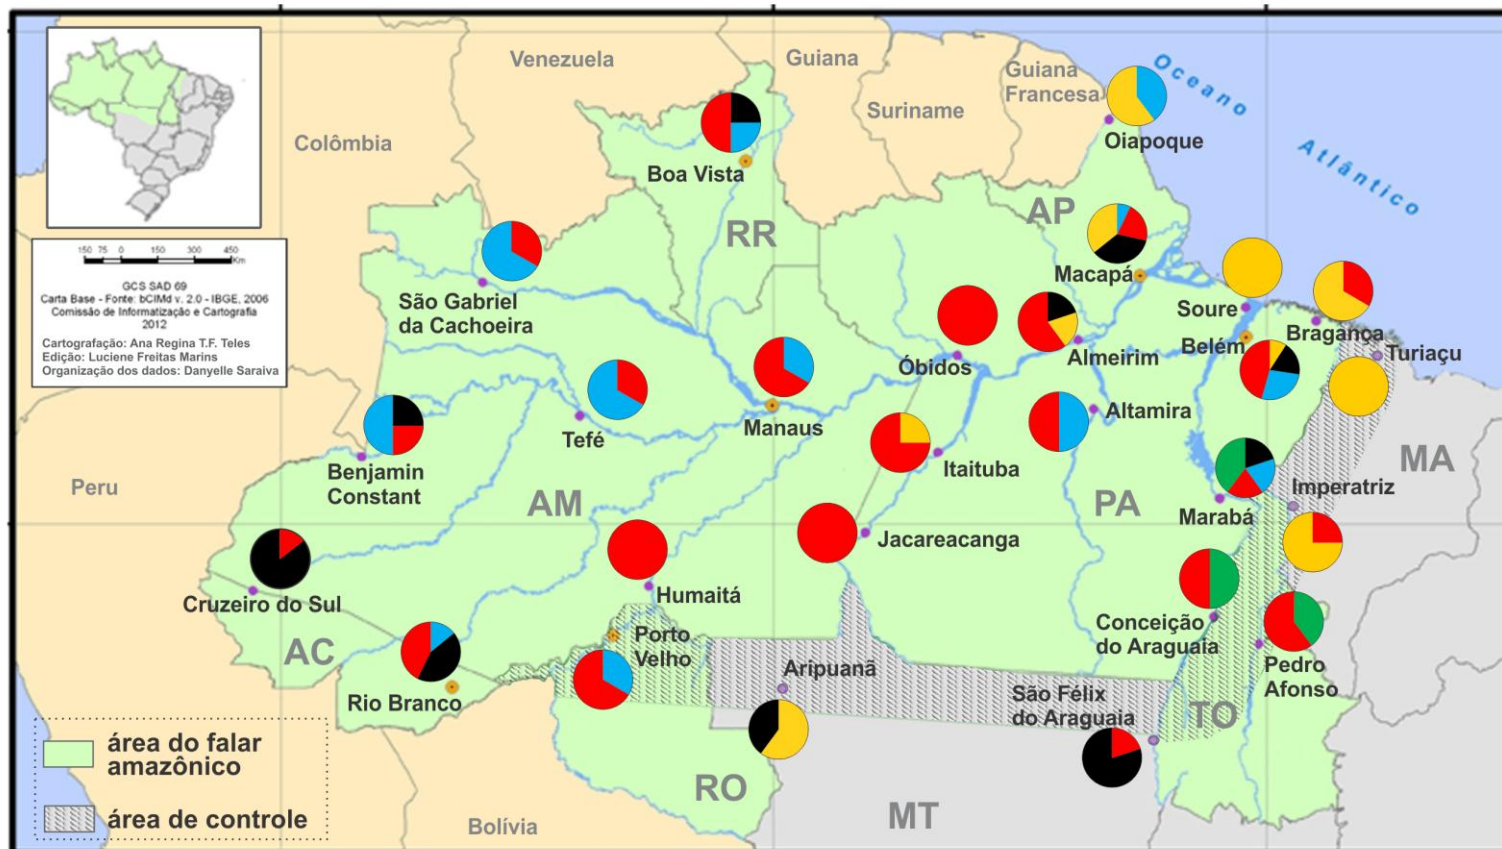 Venezuela
Guiana
Suriname
Guiana
Francesa
Oceano
Atlântico
Colômbia
Oiapoque
Boa Vista
RR
AP
150 75 0 150 300 450
Km
GCS SAD 69
Carta Base - Fonte: bCIMd v. 2.0 - IBGE, 2006
Comissão de Informatização e Cartografia
2012
Cartografação: Ana Regina T.F. Teles
Edição: Luciene Freitas Marins
Organização dos dados: Danyelle Saraiva
São Gabriel
da Cachoeira
Macapá
Soure
Bragança
Belém
Turiaçu
Óbidos
Almeirim
Altamira
Tefé
Manaus
Itaituba
Benjamin
Constant
Peru
AM
PA
MA
Imperatriz
Marabá
Jacareacanga
Cruzeiro do Sul
Humaitá
AC
Rio Branco
Porto
Velho
Aripuanã
Conceição
do Araguaia
Pedro
Afonso
São Félix
do Araguaia
TO
RO
MT
Bolívia
área do falar
amazônico
área de controle